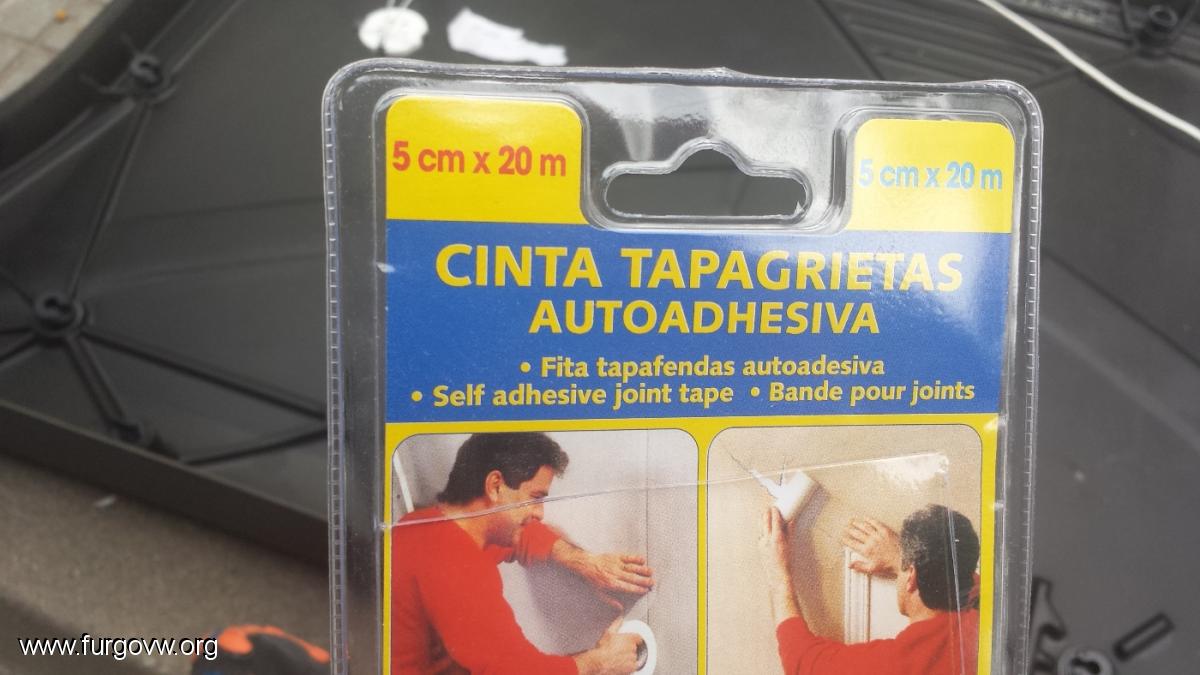 5 cm x 20 m
5 cm x 20 m
CINTA TAPAGRIETAS
AUTOADHESIVA
• Fita tapafendas autoadesiva
• Self adhesive joint tape • Bande pour joints
www.furgovw.org